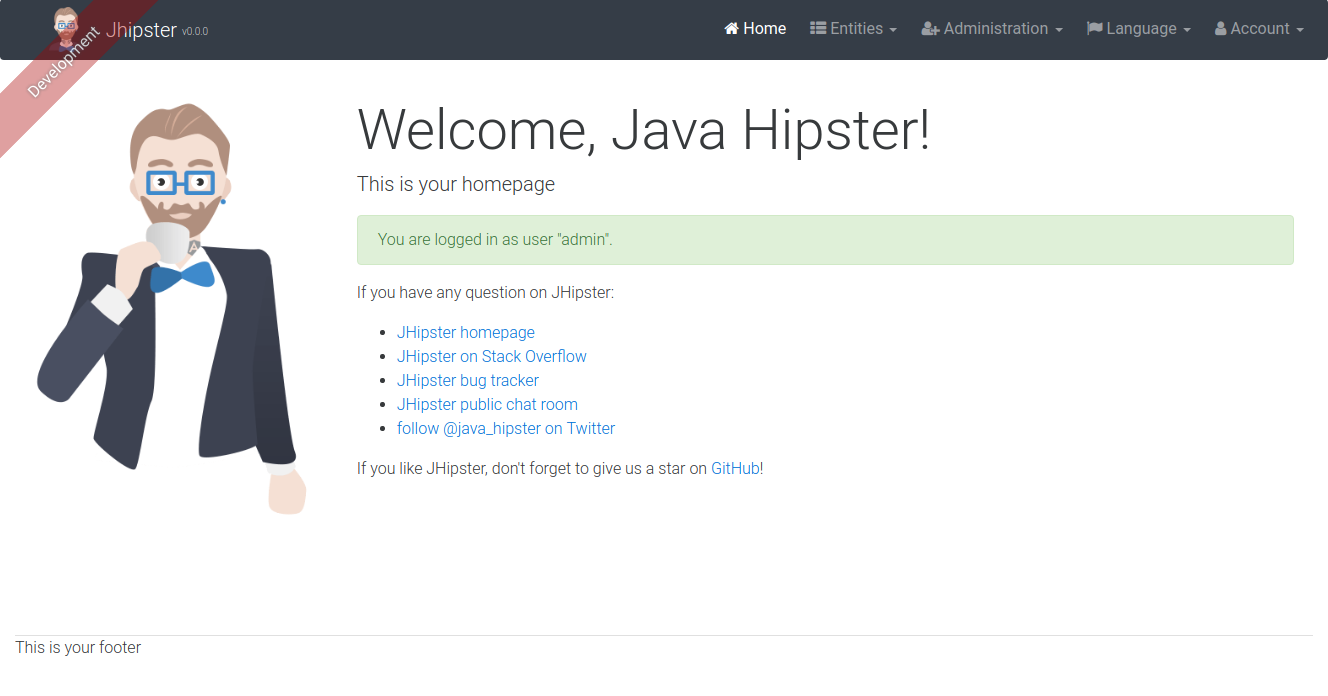 Development
Jhipster v0.0.0
Home Entities Administration Language Account
Welcome, Java Hipster!
This is your homepage
You are logged in as user "admin".
If you have any question on JHipster:
JHipster homepage
JHipster on Stack Overflow
JHipster bug tracker
JHipster public chat room
follow @java_hipster on Twitter
If you like JHipster, don't forget to give us a star on GitHub!
A
This is your footer